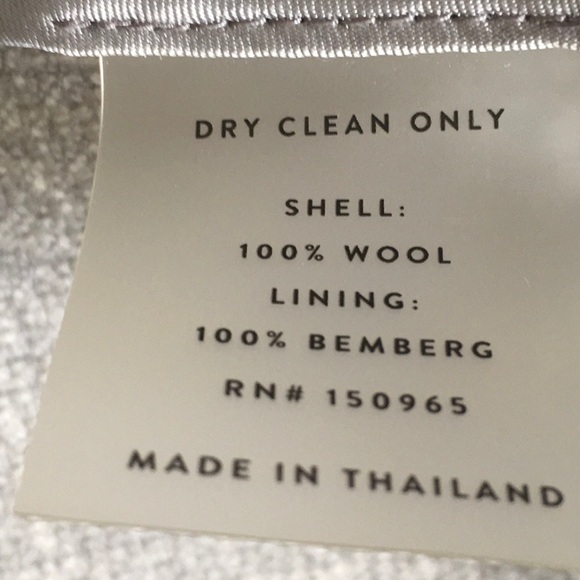 DRY CLEAN ONLY
SHELL:
100% WOOL
LINING:
100% BEMBERG
RN# 150965
MADE IN THAILAND